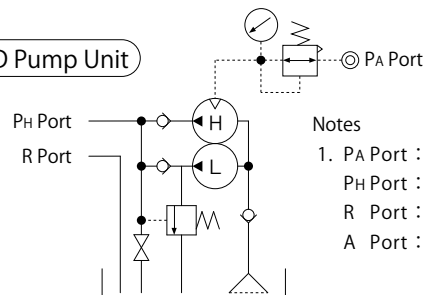 D Pump Unit
PA Port
PH Port
H
R Port
L
Notes
1. PA Port :
PH Port :
R Port :
A Port :